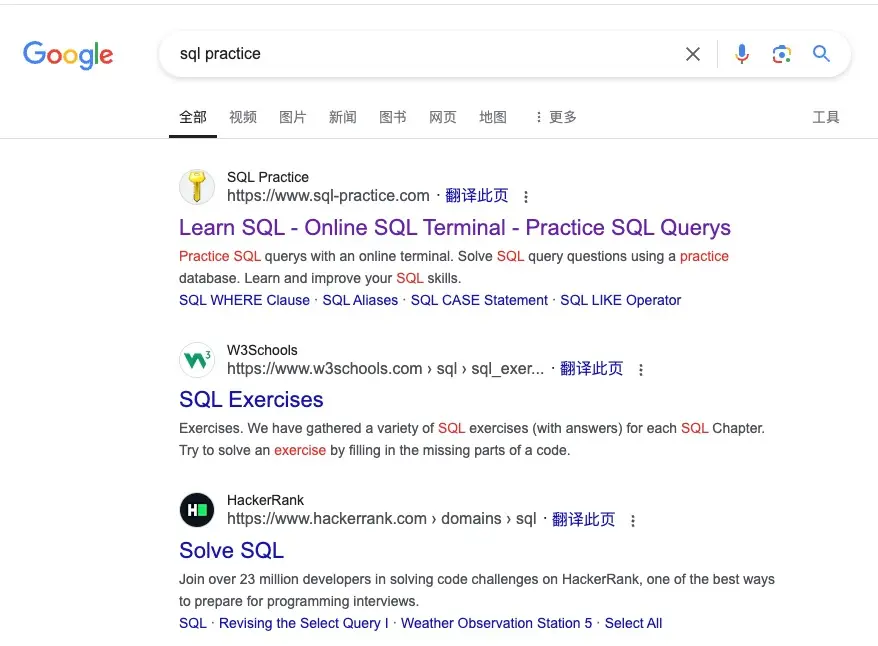 Google
sql practice
全部 视频 图片 新闻 图书 网页 地图 更多 工具
SQL Practice
https://www.sql-practice.com · 翻译此页
Learn SQL - Online SQL Terminal - Practice SQL Querys
Practice SQL querys with an online terminal. Solve SQL query questions using a practice
database. Learn and improve your SQL skills.
SQL WHERE Clause · SQL Aliases · SQL CASE Statement · SQL LIKE Operator
W3Schools
https://www.w3schools.com › sql › sql_exer... · 翻译此页
SQL Exercises
Exercises. We have gathered a variety of SQL exercises (with answers) for each SQL Chapter.
Try to solve an exercise by filling in the missing parts of a code.
HackerRank
https://www.hackerrank.com › domains › sql · 翻译此页
Solve SQL
Join over 23 million developers in solving code challenges on HackerRank, one of the best ways
to prepare for programming interviews.
SQL · Revising the Select Query I · Weather Observation Station 5 · Select All